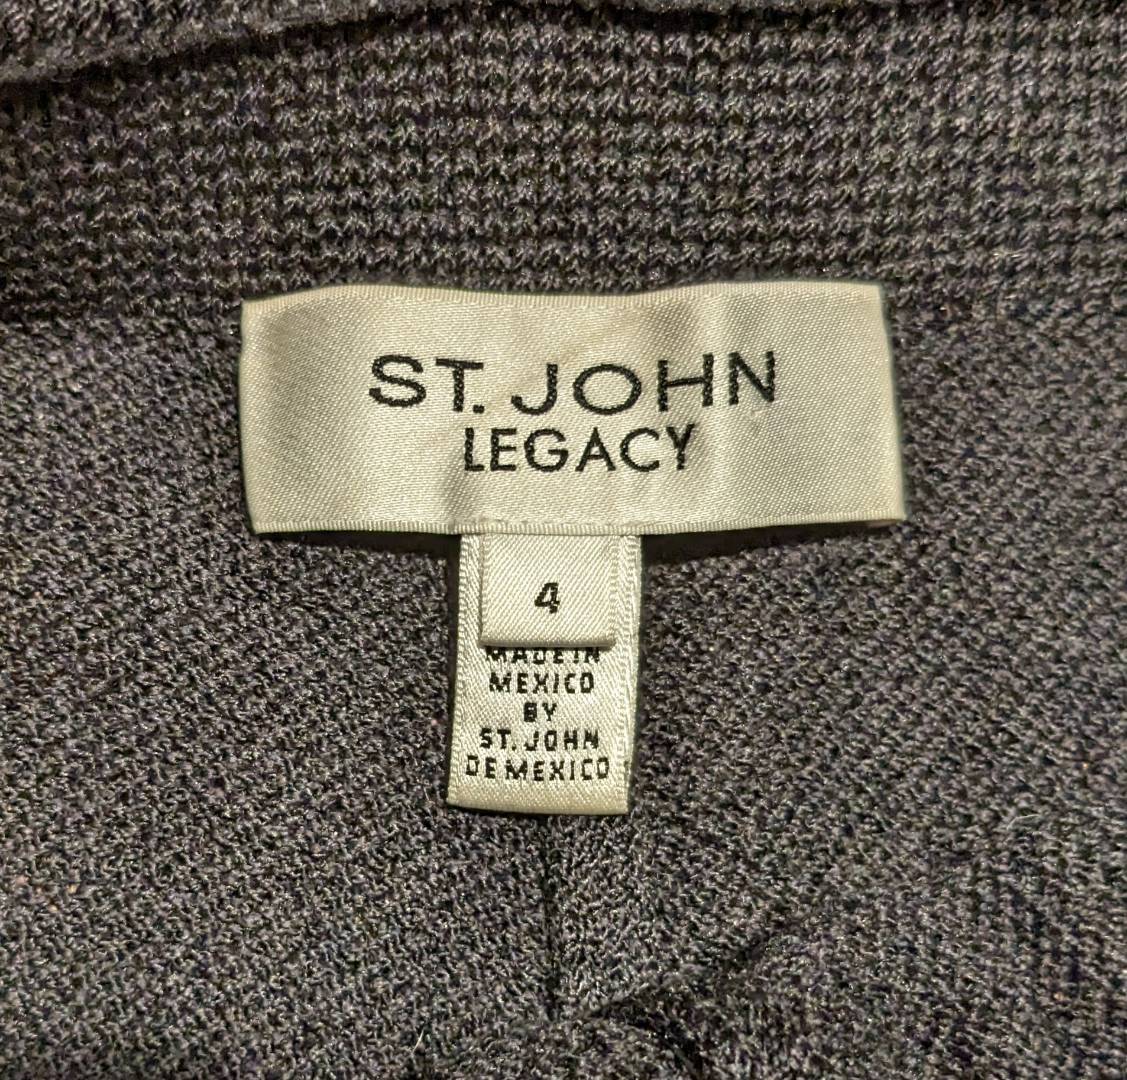 ST. JOHN
LEGACY
4
MADE IN
MEXICO
BY
ST. JOHN
DE MEXICO